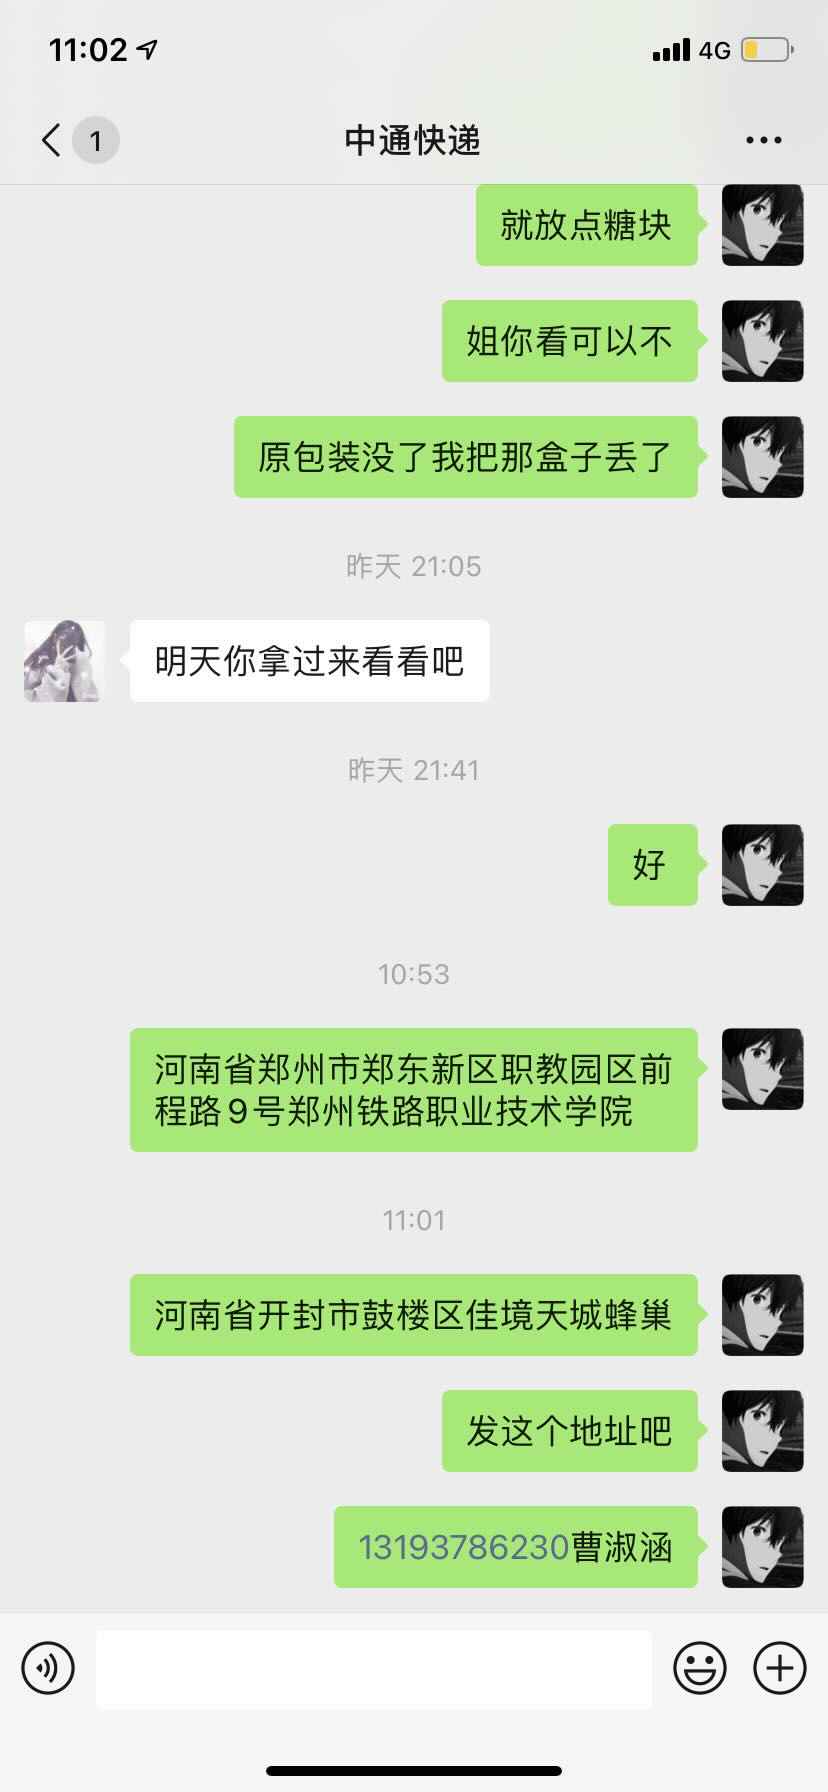 11:02
4G
1
中通快递
就放点糖块
姐你看可以不
原包装没了我把那盒子丢了
昨天 21:05
明天你拿过来看看吧
昨天 21:41
好
10:53
河南省郑州市郑东新区职教园区前
程路9号郑州铁路职业技术学院
11:01
河南省开封市鼓楼区佳境天城蜂巢
发这个地址吧
13193786230曹淑涵